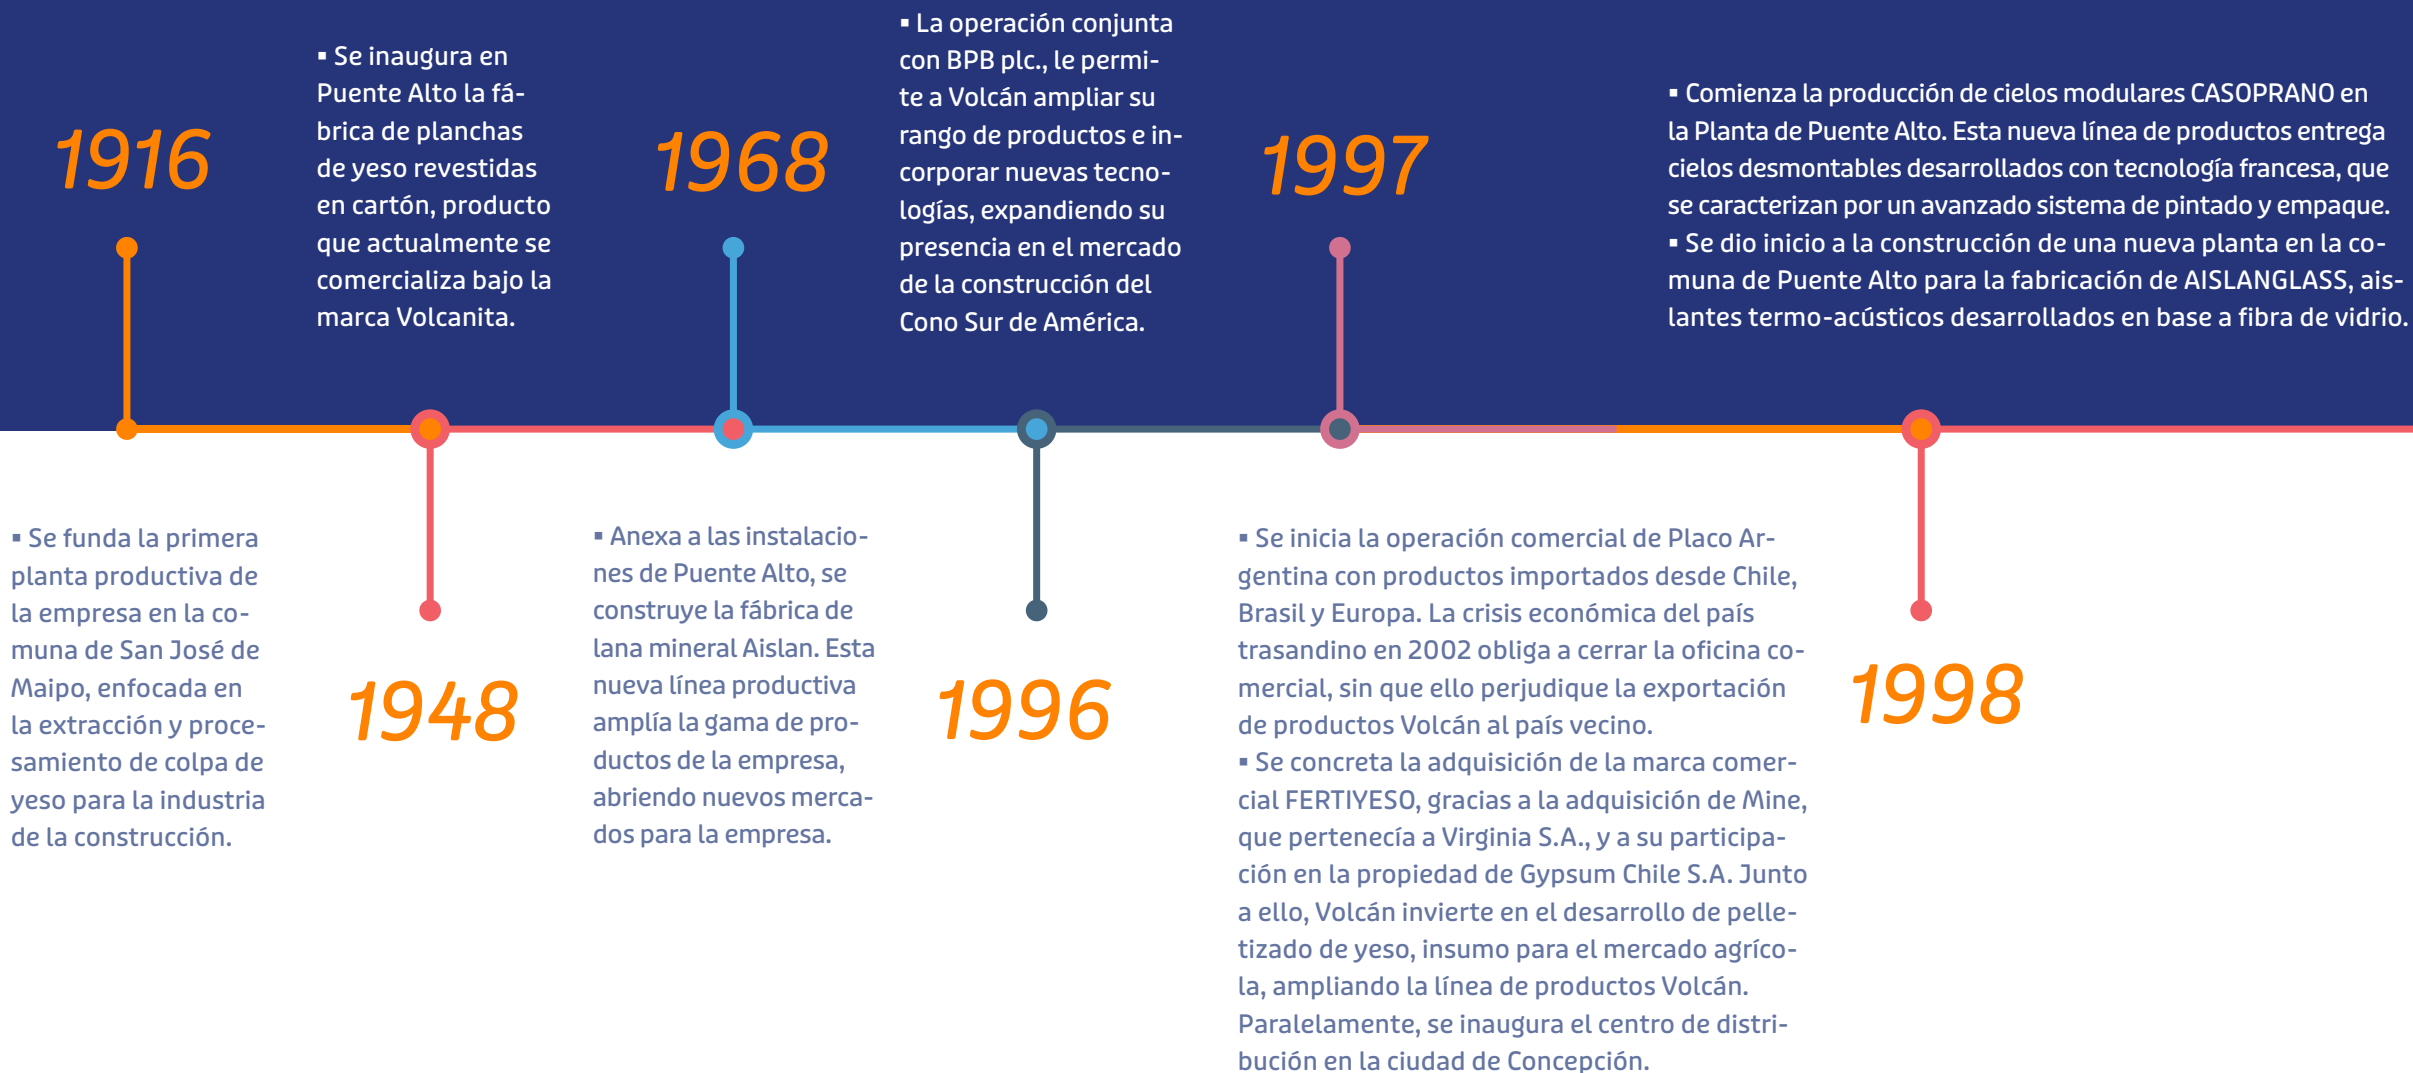 1916
▪ Se funda la primera
planta productiva de
la empresa en la co-
muna de San José de
Maipo, enfocada en
la extracción y proce-
samiento de colpa de
yeso para la industria
de la construcción.
▪ Se inaugura en
Puente Alto la fá-
brica de planchas
de yeso revestidas
en cartón, producto
que actualmente se
comercializa bajo la
marca Volcanita.
1948
1968
▪ Anexa a las instalacio-
nes de Puente Alto, se
construye la fábrica de
lana mineral Aislan. Esta
nueva línea productiva
amplía la gama de pro-
ductos de la empresa,
abriendo nuevos merca-
dos para la empresa.
▪ La operación conjunta
con BPB plc., le permi-
te a Volcán ampliar su
rango de productos e in-
corporar nuevas tecno-
logías, expandiendo su
presencia en el mercado
de la construcción del
Cono Sur de América.
1996
1997
▪ Se inicia la operación comercial de Placo Ar-
gentina con productos importados desde Chile,
Brasil y Europa. La crisis económica del país
trasandino en 2002 obliga a cerrar la oficina co-
mercial, sin que ello perjudique la exportación
de productos Volcán al país vecino.
▪ Se concreta la adquisición de la marca comer-
cial FERTIYESO, gracias a la adquisición de Mine,
que pertenecía a Virginia S.A., y a su participa-
ción en la propiedad de Gypsum Chile S.A. Junto
a ello, Volcán invierte en el desarrollo de pelle-
tizado de yeso, insumo para el mercado agríco-
la, ampliando la línea de productos Volcán.
Paralelamente, se inaugura el centro de distri-
bución en la ciudad de Concepción.
▪ Comienza la producción de cielos modulares CASOPRANO en
la Planta de Puente Alto. Esta nueva línea de productos entrega
cielos desmontables desarrollados con tecnología francesa, que
se caracterizan por un avanzado sistema de pintado y empaque.
▪ Se dio inicio a la construcción de una nueva planta en la co-
muna de Puente Alto para la fabricación de AISLANGLASS, ais-
lantes termo-acústicos desarrollados en base a fibra de vidrio.
1998